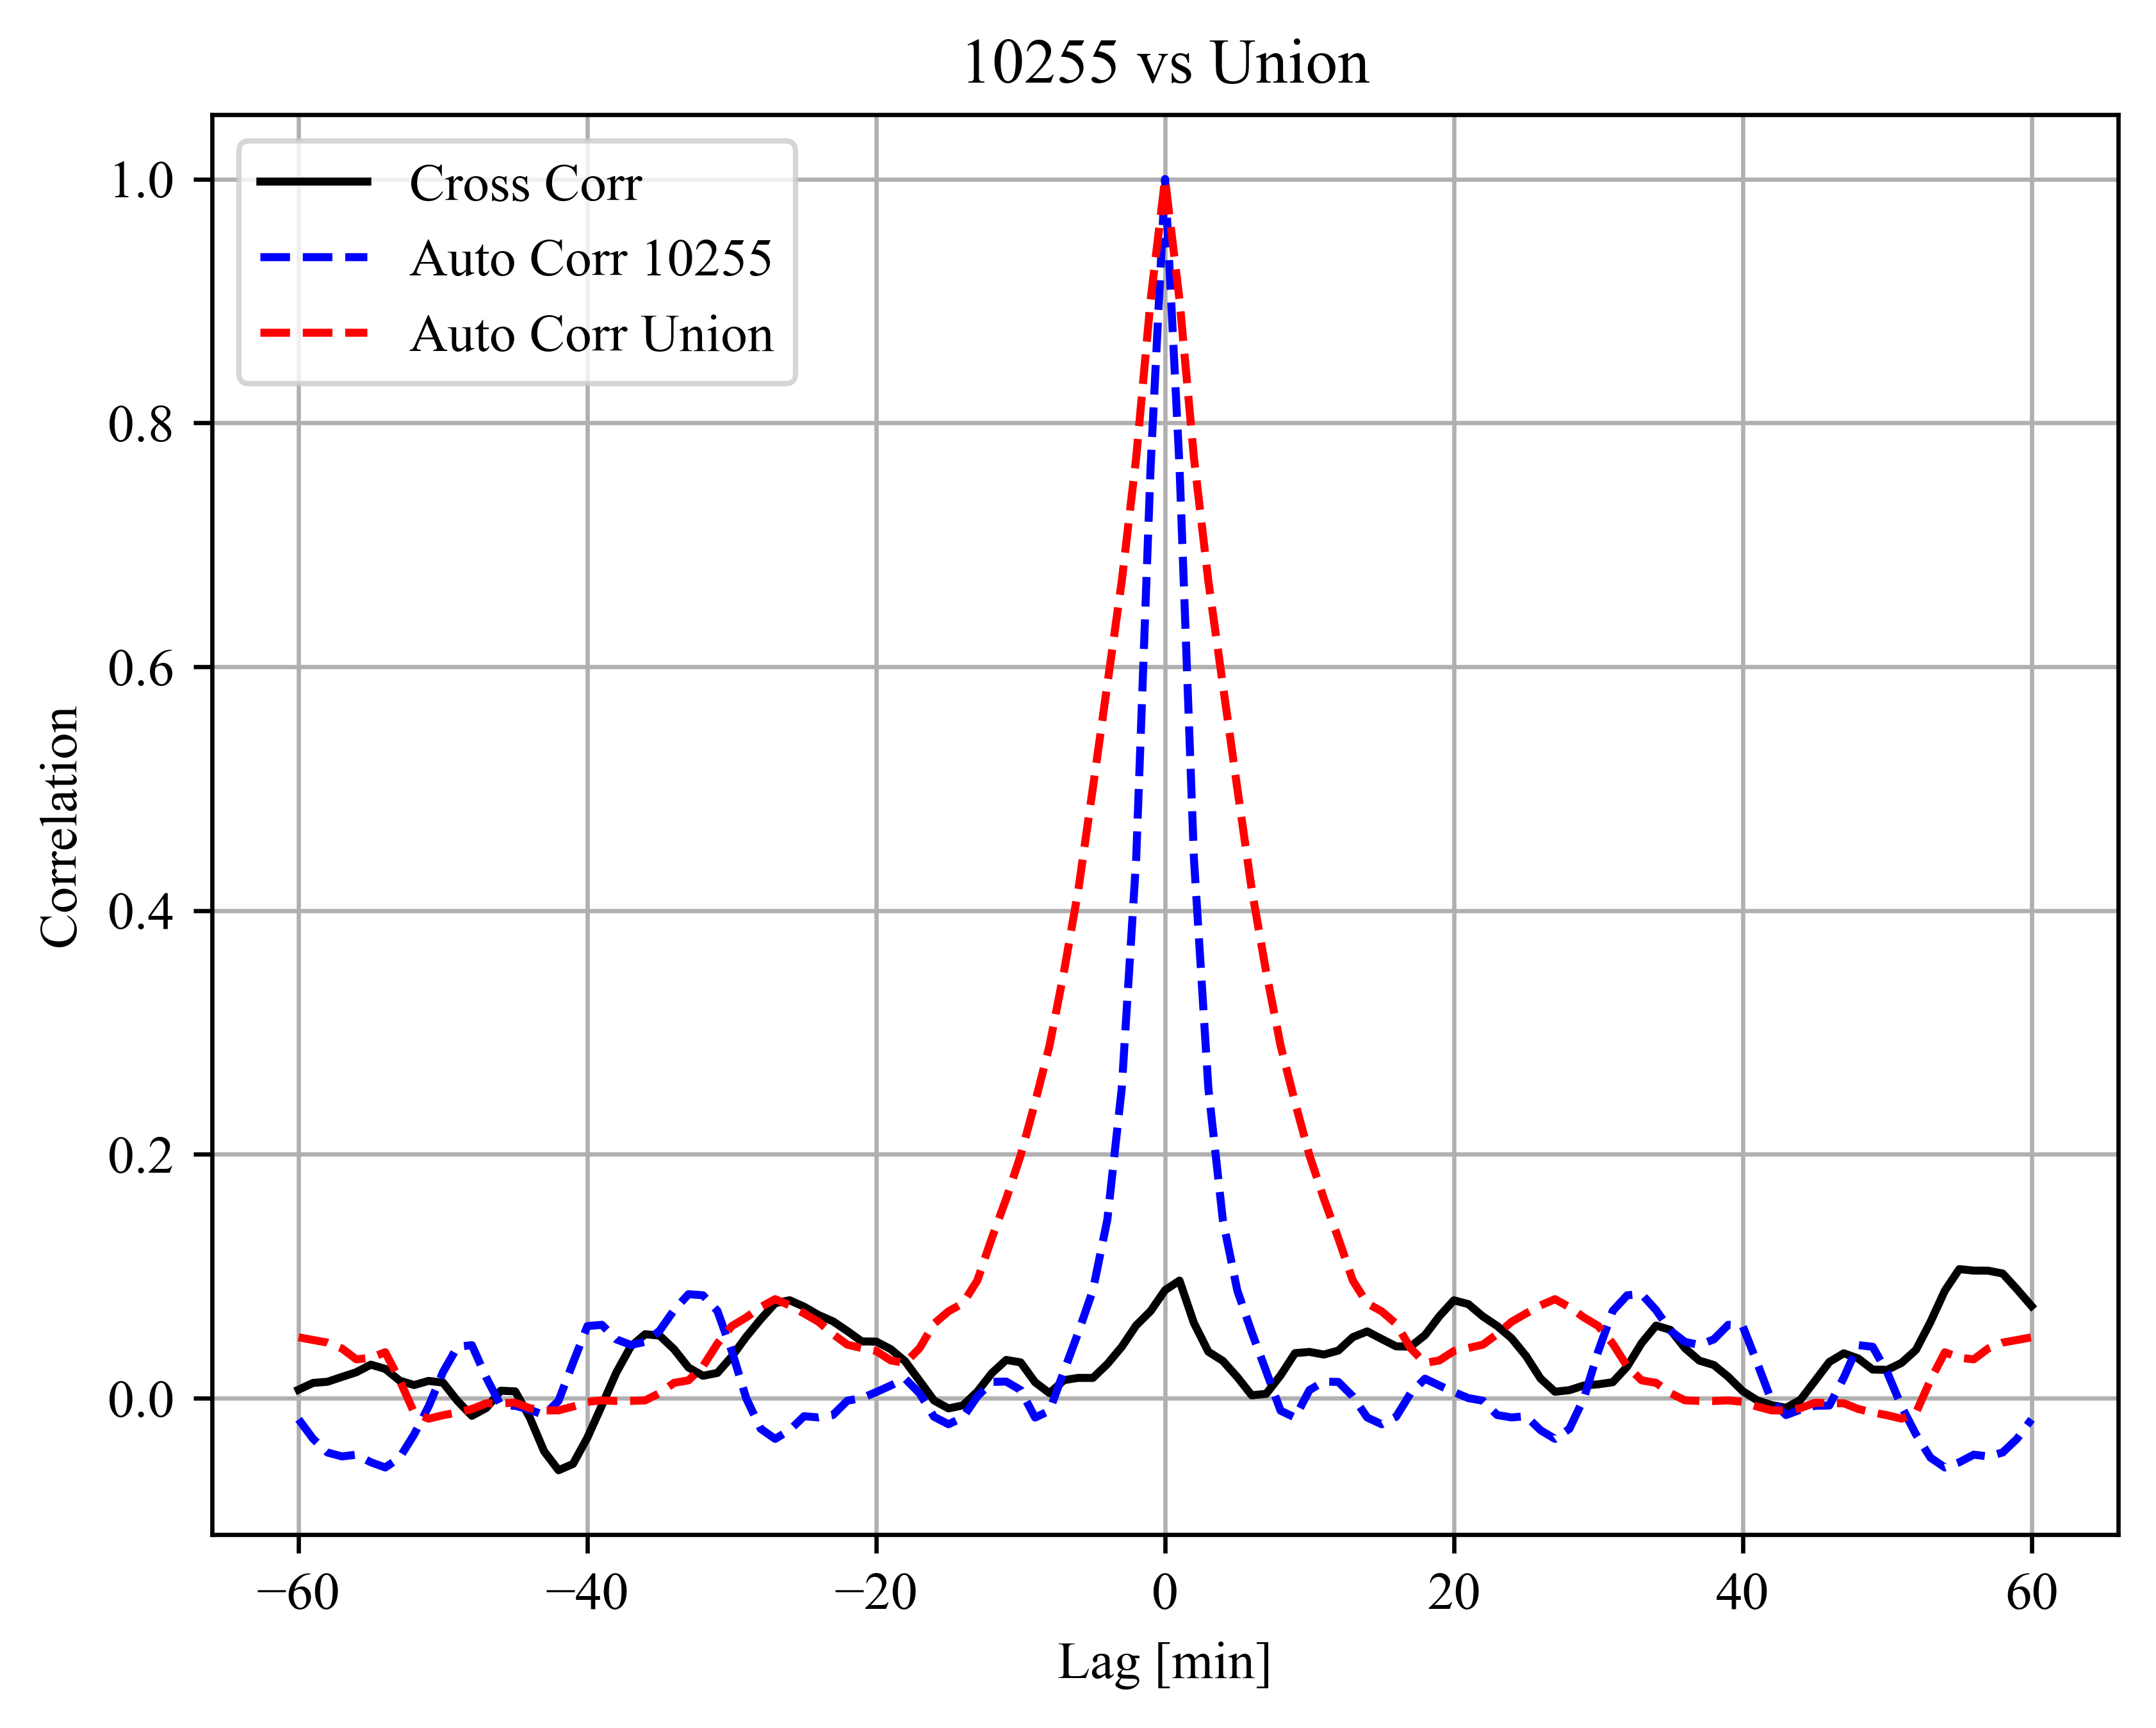 10255 vs Union
Cross Corr
Auto Corr 10255
Auto Corr Union
1.0
0.8
0.6
0.4
0.2
0.0
Correlation
−60 −40 −20 0 20 40 60
Lag [min]